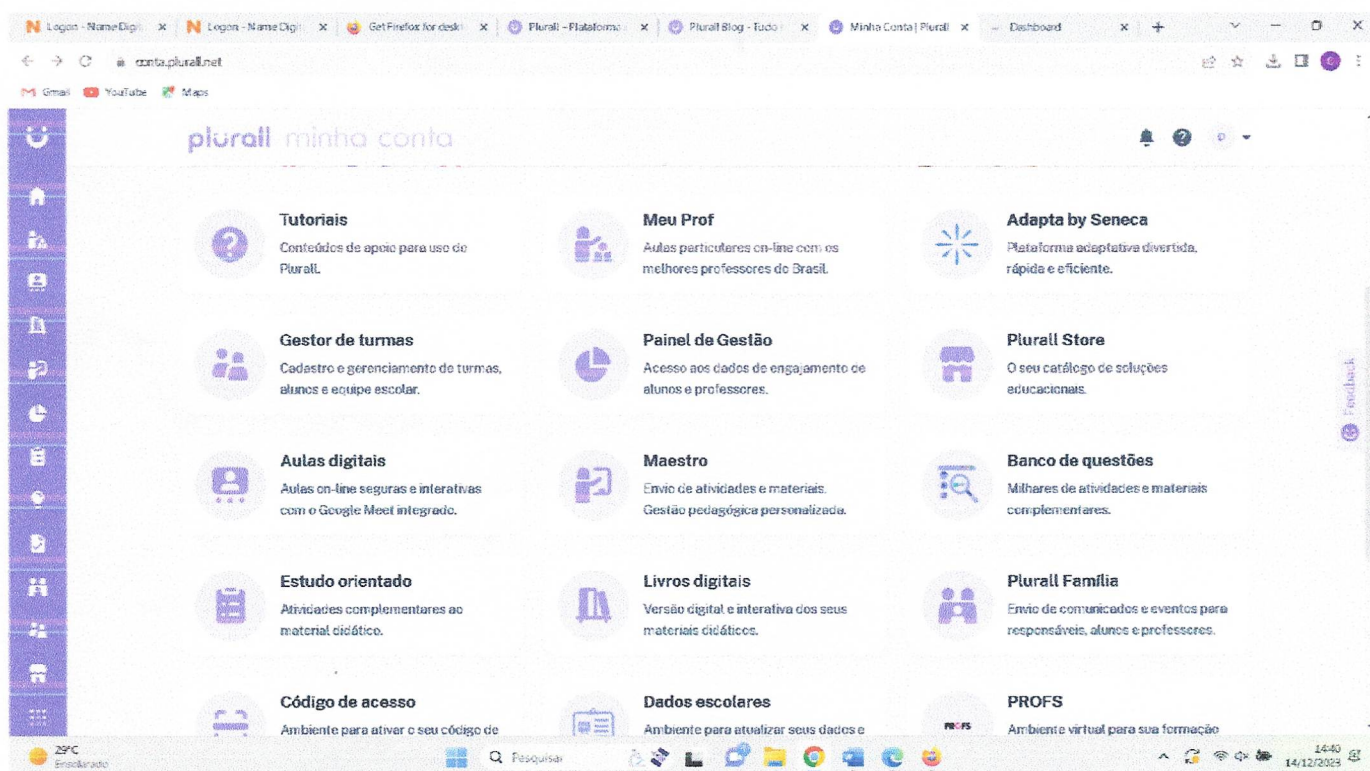 Logon - Name Digi
Logon - Name Digi
Get Firefox for desk
Plurall - Plataforma
Plurall Blog - Tudo
Minha Conta | Plurall
Dashboard
conta.plurall.net
Gmail
YouTube
Maps
plurall minha conta
Tutoriais
Conteúdos de apoio para uso do
Plurall.
Meu Prof
Aulas particulares on-line com os
melhores professores do Brasil.
Adapta by Seneca
Plataforma adaptativa divertida,
rápida e eficiente.
Gestor de turmas
Cadastro e gerenciamento de turmas,
alunos e equipe escolar.
Painel de Gestão
Acesso aos dados de engajamento de
alunos e professores.
Plurall Store
O seu catálogo de soluções
educacionais.
Feedback
Aulas digitais
Aulas on-line seguras e interativas
com o Google Meet integrado.
Maestro
Envio de atividades e materiais.
Gestão pedagógica personalizada.
Banco de questões
Milhares de atividades e materiais
complementares.
Estudo orientado
Atividades complementares ao
material didático.
Livros digitais
Versão digital e interativa dos seus
materiais didáticos.
Plurall Família
Envio de comunicados e eventos para
responsáveis, alunos e professores.
Código de acesso
Ambiente para ativar o seu código de
Dados escolares
Ambiente para atualizar seus dados e
PROFS
PROFS
Ambiente virtual para sua formação
29°C
Ensolarado
Pesquisar
14:40
14/12/2023